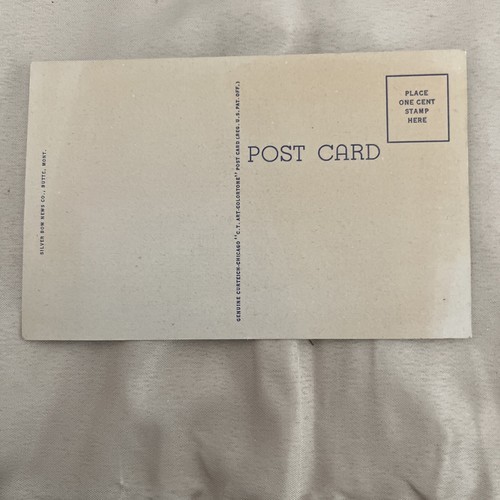 SILVER BOW NEWS CO., BUTTE, MONT.
GENUINE CURTEICH-CHICAGO "C.T. ART-COLORTONE" POST CARD (REG. U.S. PAT. OFF.)
POST CARD
PLACE
ONE CENT
STAMP
HERE